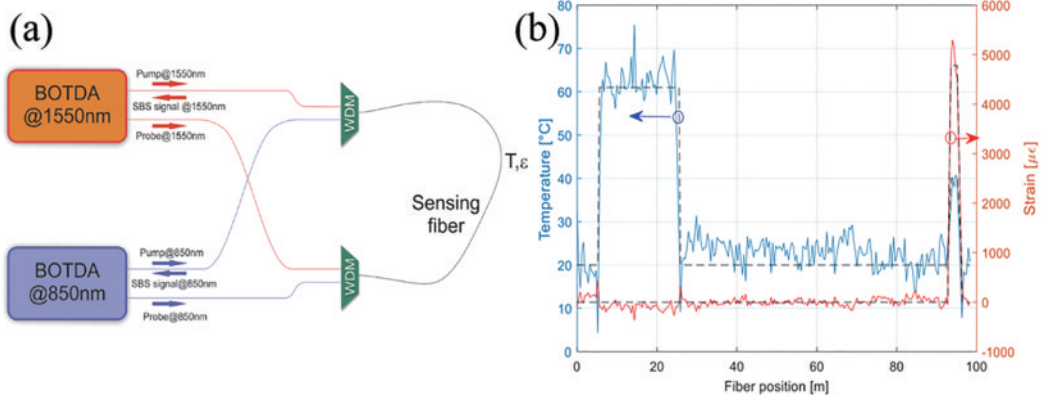 (a)
BOTDA
@1550nm
Pump@1550nm
SBS signal @1550nm
Probe@1550nm
WDM
T,ε
Sensing
fiber
BOTDA
@850nm
Pump@850nm
SBS signal@850nm
Probe@850nm
WDM
(b)
Temperature [°C]
80
70
60
50
40
30
20
10
0
0
20
40
60
80
100
Fiber position [m]
Strain [µε]
6000
5000
4000
3000
2000
1000
0
-1000